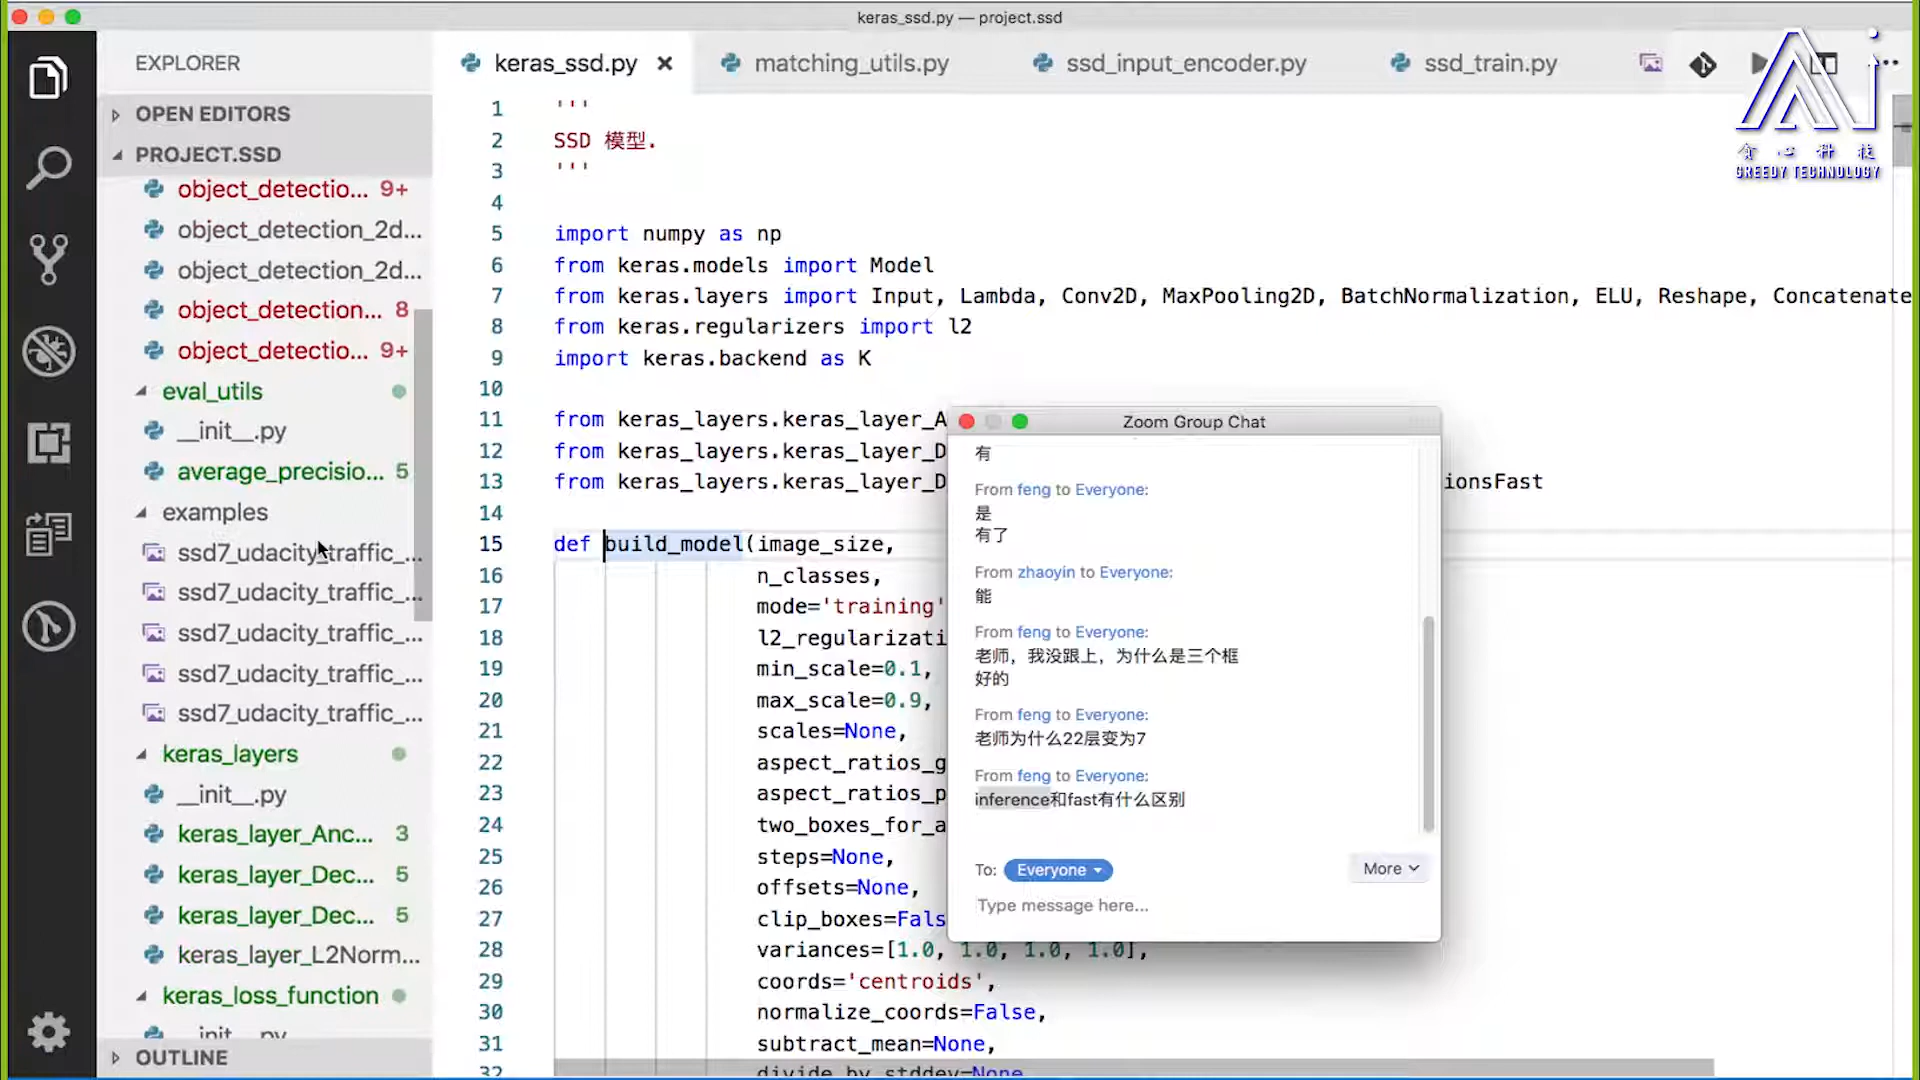 keras_ssd.py — project.ssd
EXPLORER
OPEN EDITORS
PROJECT.SSD
object_detectio... 9+
object_detection_2d...
object_detection_2d...
object_detection... 8
object_detectio... 9+
eval_utils
__init__.py
average_precisio... 5
examples
ssd7_udacity_traffic_...
ssd7_udacity_traffic_...
ssd7_udacity_traffic_...
ssd7_udacity_traffic_...
ssd7_udacity_traffic_...
keras_layers
__init__.py
keras_layer_Anc... 3
keras_layer_Dec... 5
keras_layer_Dec... 5
keras_layer_L2Norm...
keras_loss_function
__init__.py
OUTLINE
keras_ssd.py
matching_utils.py
ssd_input_encoder.py
ssd_train.py
Ai
贪心科技
GREEDY TECHNOLOGY
1 '''
2 SSD 模型.
3 '''
4
5 import numpy as np
6 from keras.models import Model
7 from keras.layers import Input, Lambda, Conv2D, MaxPooling2D, BatchNormalization, ELU, Reshape, Concatenate
8 from keras.regularizers import l2
9 import keras.backend as K
10
11 from keras_layers.keras_layer_A
12 from keras_layers.keras_layer_D
13 from keras_layers.keras_layer_D ionsFast
14
15 def build_model(image_size,
16 n_classes,
17 mode='training'
18 l2_regularizati
19 min_scale=0.1,
20 max_scale=0.9,
21 scales=None,
22 aspect_ratios_g
23 aspect_ratios_p
24 two_boxes_for_a
25 steps=None,
26 offsets=None,
27 clip_boxes=Fals
28 variances=[1.0, 1.0, 1.0, 1.0],
29 coords='centroids',
30 normalize_coords=False,
31 subtract_mean=None,
32 divide_by_stddev=None
Zoom Group Chat
有
From feng to Everyone:
是
有了
From zhaoyin to Everyone:
能
From feng to Everyone:
老师，我没跟上，为什么是三个框
好的
From feng to Everyone:
老师为什么22层变为7
From feng to Everyone:
inference和fast有什么区别
To: Everyone
More
Type message here...